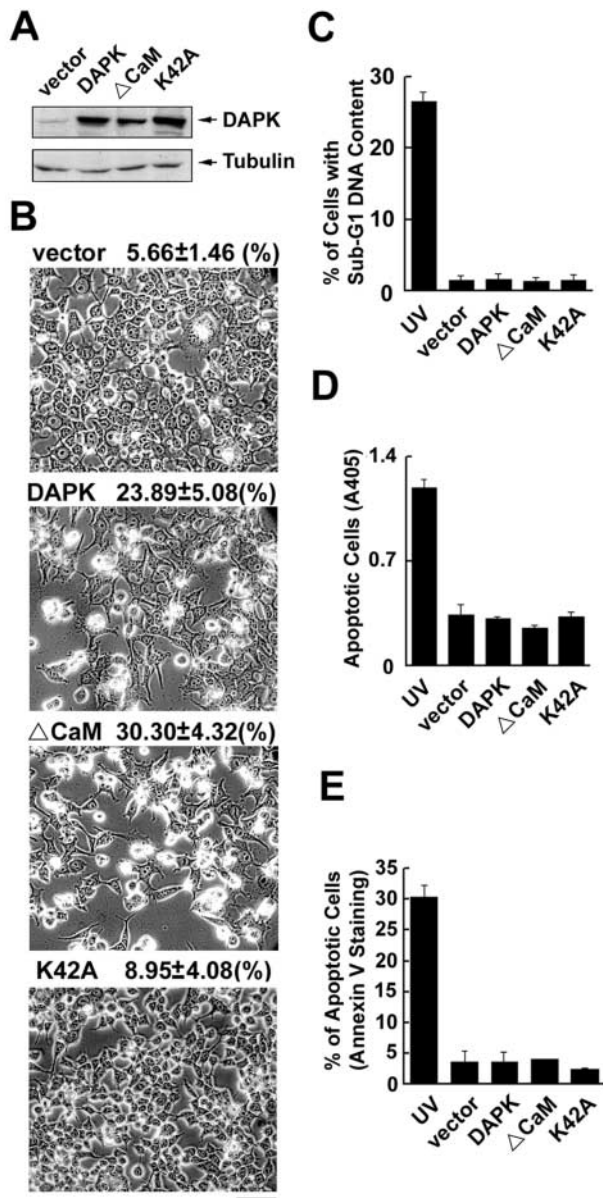 A
vector
DAPK
△CaM
K42A
DAPK
Tubulin
B
vector 5.66±1.46 (%)
DAPK 23.89±5.08(%)
△CaM 30.30±4.32(%)
K42A 8.95±4.08(%)
C
% of Cells with
Sub-G1 DNA Content
30
20
10
0
UV
vector
DAPK
△CaM
K42A
D
Apoptotic Cells (A405)
1.4
0.7
0
UV
vector
DAPK
△CaM
K42A
E
% of Apoptotic Cells
(Annexin V Staining)
35
30
25
20
15
10
5
0
UV
vector
DAPK
△CaM
K42A